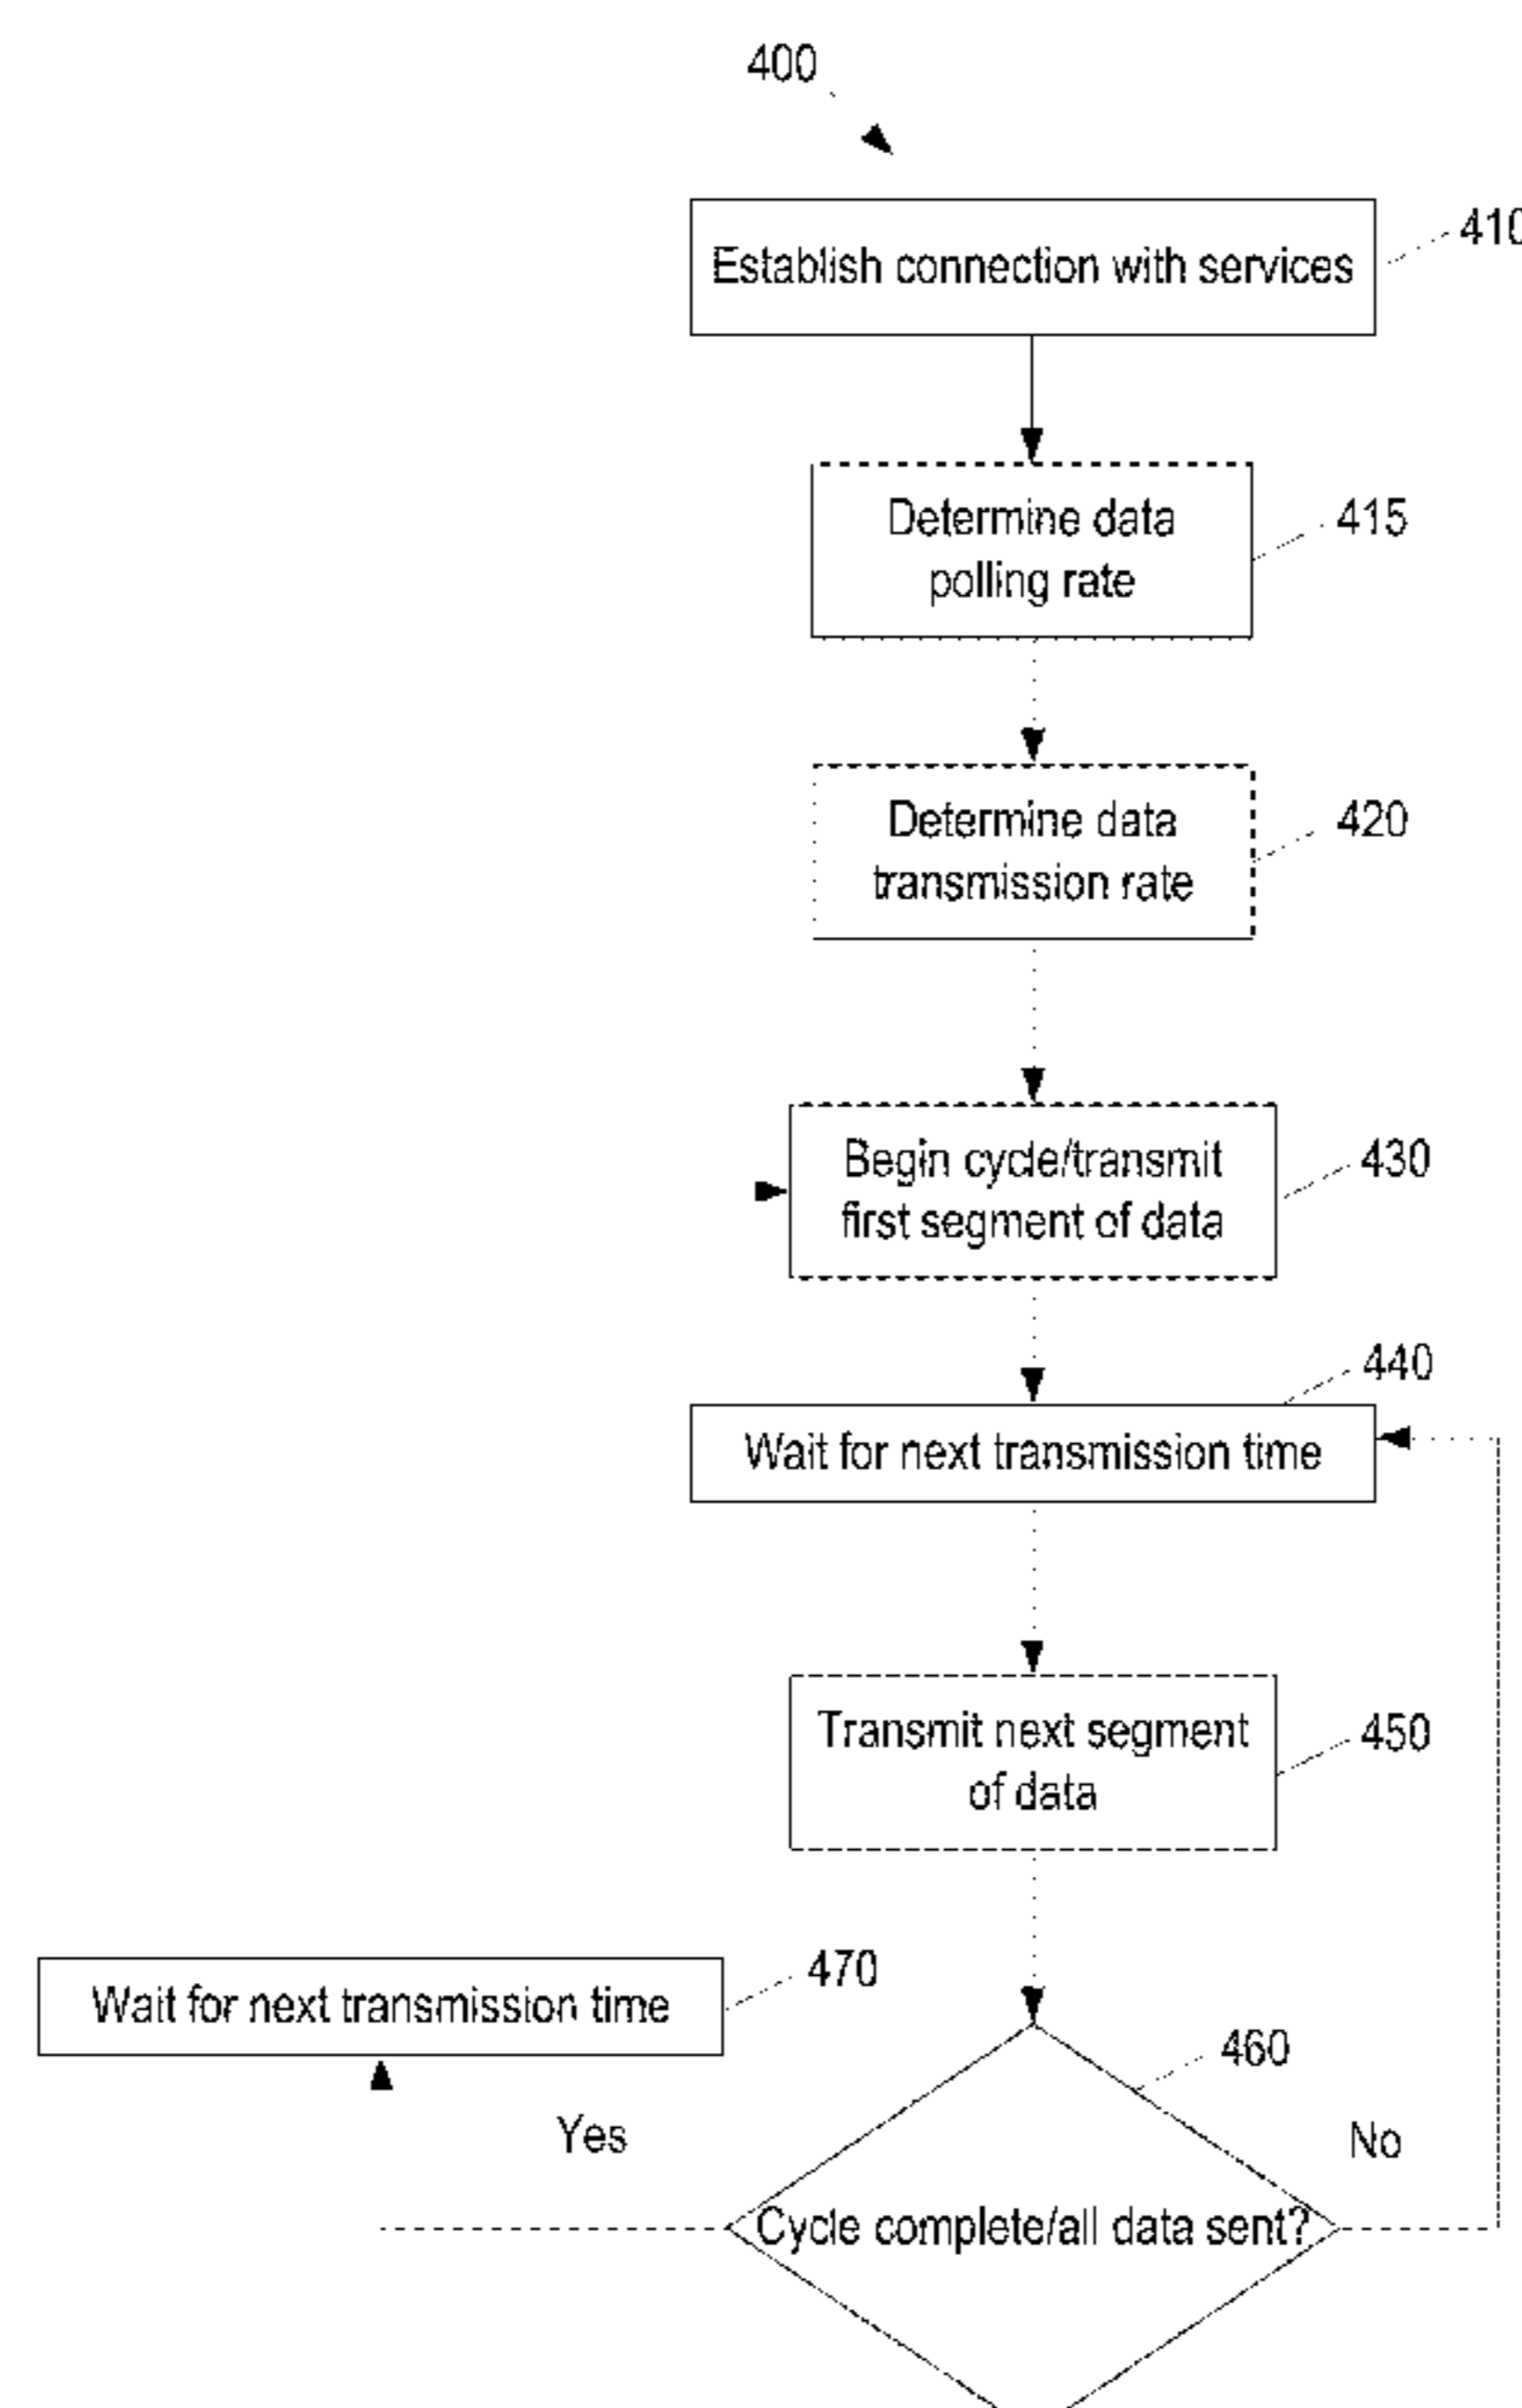 400
Establish connection with services
410
Determine data
polling rate
415
Determine data
transmission rate
420
Begin cycle/transmit
first segment of data
430
440
Wait for next transmission time
Transmit next segment
of data
450
Wait for next transmission time
470
460
Yes
No
Cycle complete/all data sent?